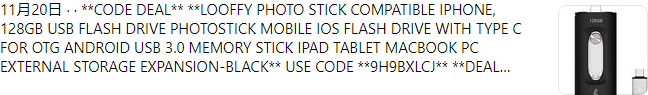 11月20日 · · **CODE DEAL** **LOOFFY PHOTO STICK COMPATIBLE IPHONE,
128GB USB FLASH DRIVE PHOTOSTICK MOBILE IOS FLASH DRIVE WITH TYPE C
FOR OTG ANDROID USB 3.0 MEMORY STICK IPAD TABLET MACBOOK PC
EXTERNAL STORAGE EXPANSION-BLACK** USE CODE **9H9BXLCJ** **DEAL...
128GB